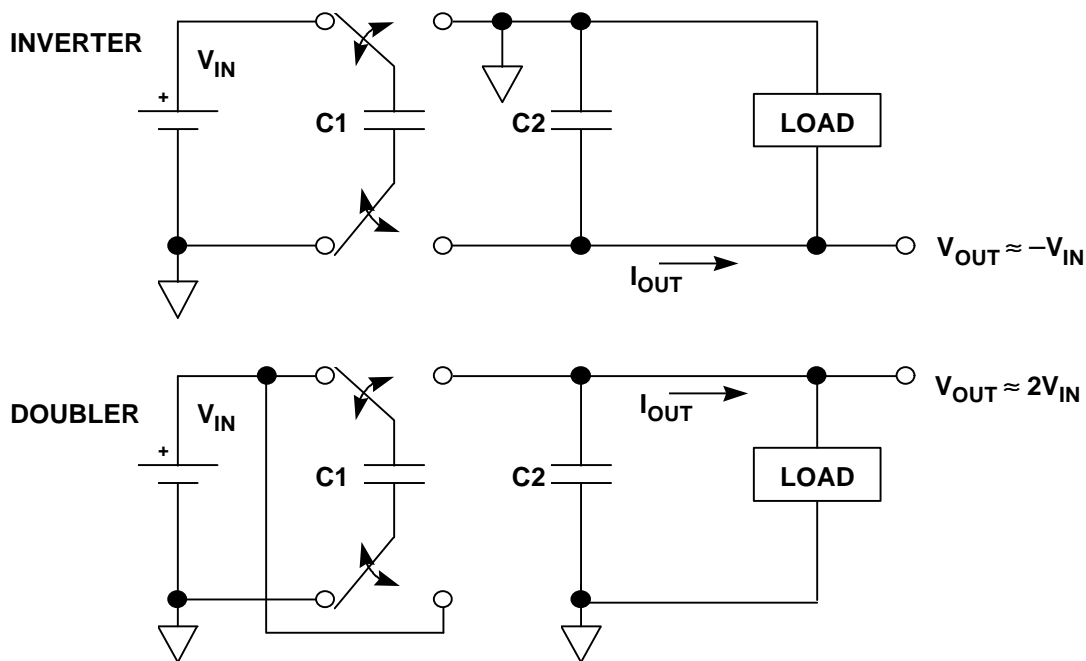 INVERTER
V_IN
+
C1
C2
LOAD
I_OUT
V_OUT ≈ –V_IN
DOUBLER
V_IN
+
C1
C2
I_OUT
LOAD
V_OUT ≈ 2V_IN